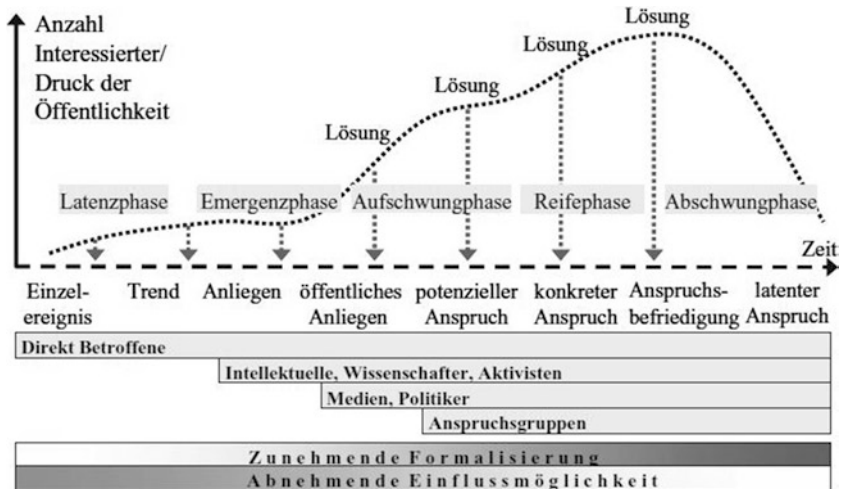 Anzahl
Interessierter/
Druck der
Öffentlichkeit
Lösung
Lösung
Lösung
Lösung
Latenzphase
Emergenzphase
Aufschwungphase
Reifephase
Abschwungphase
Zeit
Einzel-
ereignis
Trend
Anliegen
öffentliches
Anliegen
potenzieller
Anspruch
konkreter
Anspruch
Anspruchs-
befriedigung
latenter
Anspruch
Direkt Betroffene
Intellektuelle, Wissenschafter, Aktivisten
Medien, Politiker
Anspruchsgruppen
Zunehmende Formalisierung
Abnehmende Einflussmöglichkeit